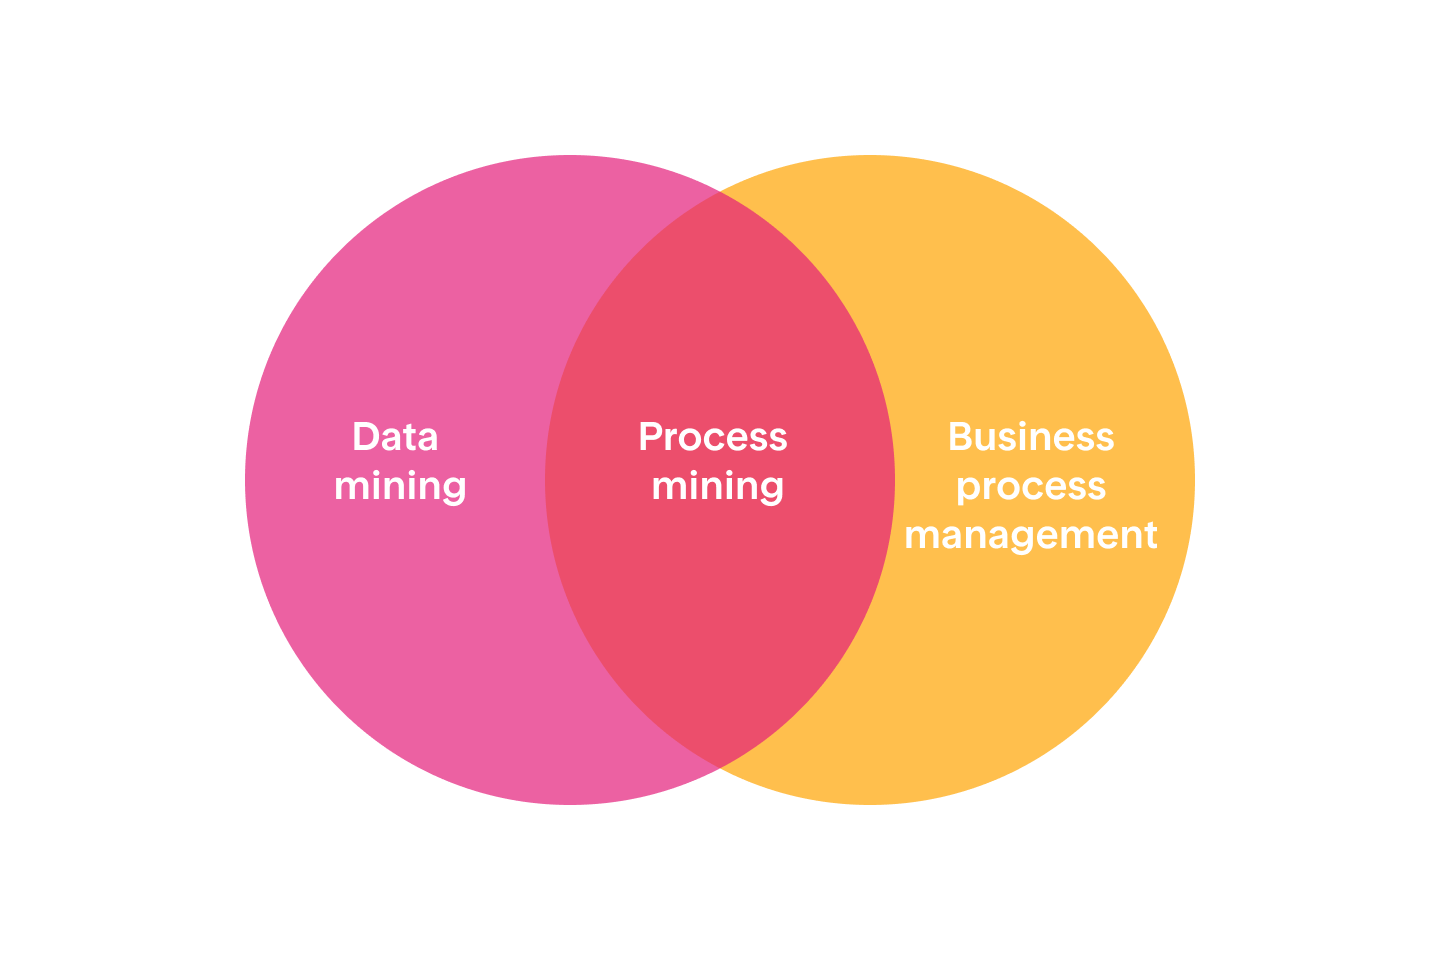 Data
mining
Process
mining
Business
process
management